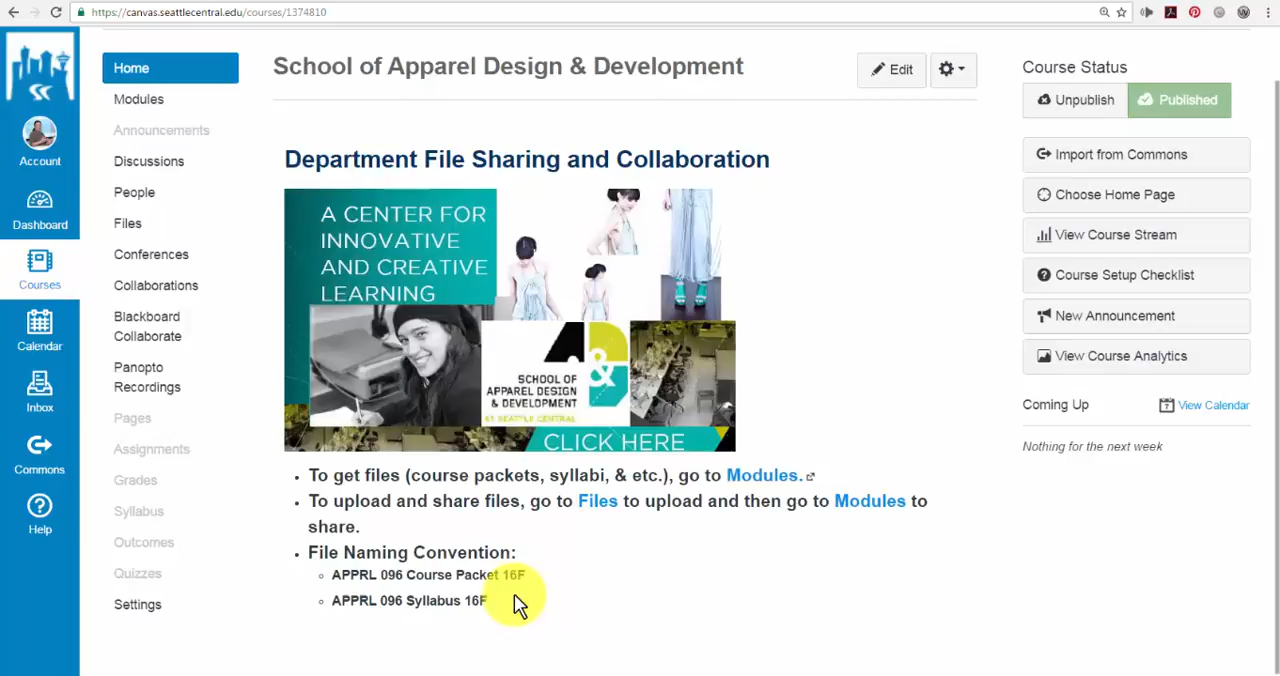 https://canvas.seattlecentral.edu/courses/1374810
Account
Dashboard
Courses
Calendar
Inbox
Commons
Help
Home
Modules
Announcements
Discussions
People
Files
Conferences
Collaborations
Blackboard
Collaborate
Panopto
Recordings
Pages
Assignments
Grades
Syllabus
Outcomes
Quizzes
Settings
School of Apparel Design & Development
Edit
Department File Sharing and Collaboration
A CENTER FOR
INNOVATIVE
AND CREATIVE
LEARNING
A&D
SCHOOL OF
APPAREL DESIGN
& DEVELOPMENT
AT SEATTLE CENTRAL
CLICK HERE
To get files (course packets, syllabi, & etc.), go to Modules.
To upload and share files, go to Files to upload and then go to Modules to
share.
File Naming Convention:
APPRL 096 Course Packet 16F
APPRL 096 Syllabus 16F
Course Status
Unpublish Published
Import from Commons
Choose Home Page
View Course Stream
Course Setup Checklist
New Announcement
View Course Analytics
Coming Up 7 View Calendar
Nothing for the next week